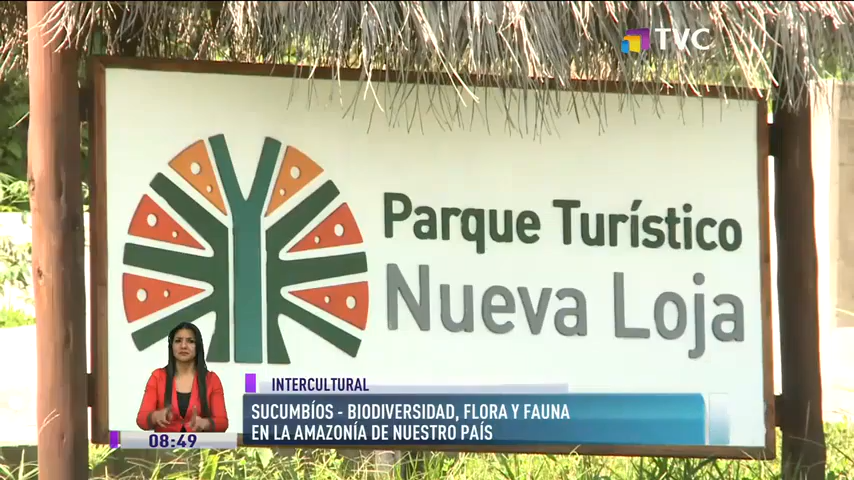 TVC
Parque Turístico
Nueva Loja
INTERCULTURAL
SUCUMBÍOS - BIODIVERSIDAD, FLORA Y FAUNA
EN LA AMAZONÍA DE NUESTRO PAÍS
08:49